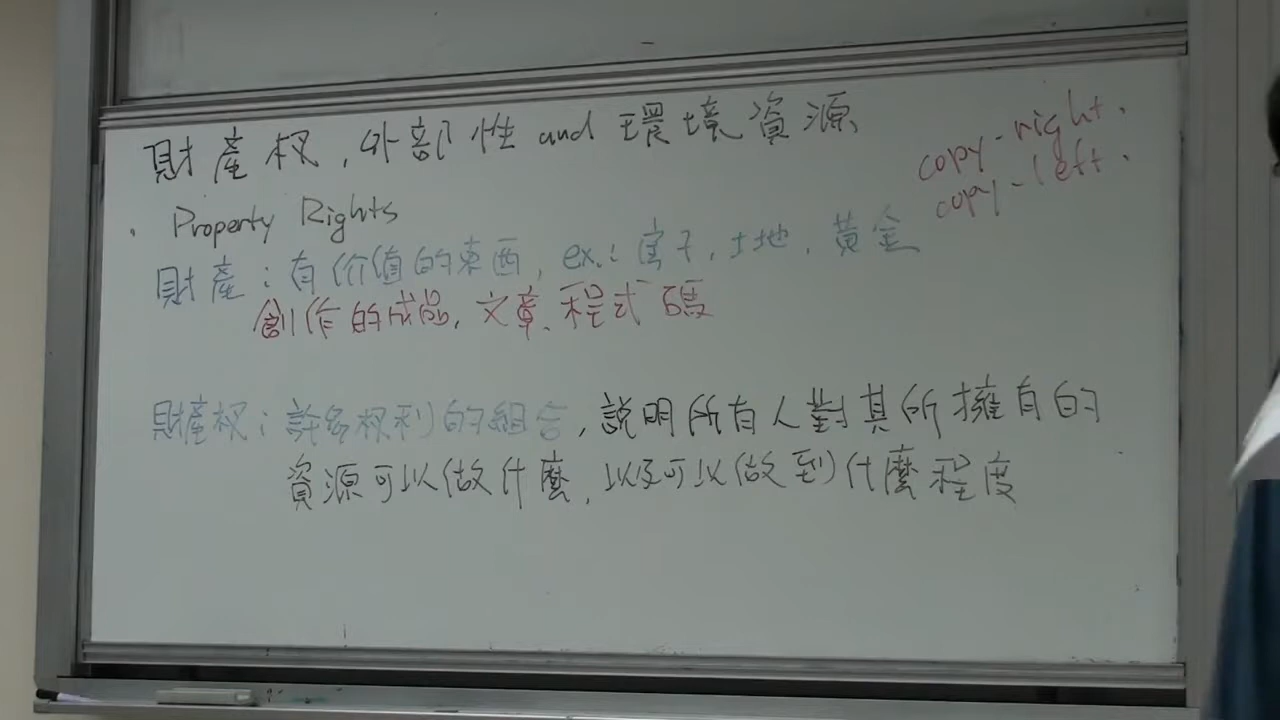 財產权,外部性 and 環境資源
copy-right.
copy-left.
. Property Rights
財產:有价值的東西, ex.:房子,土地,黃金
創作的成品,文章、程式碼
財產权:許多权利的組合,說明所有人對其所擁有的
資源可以做什麼,以及可以做到什麼程度